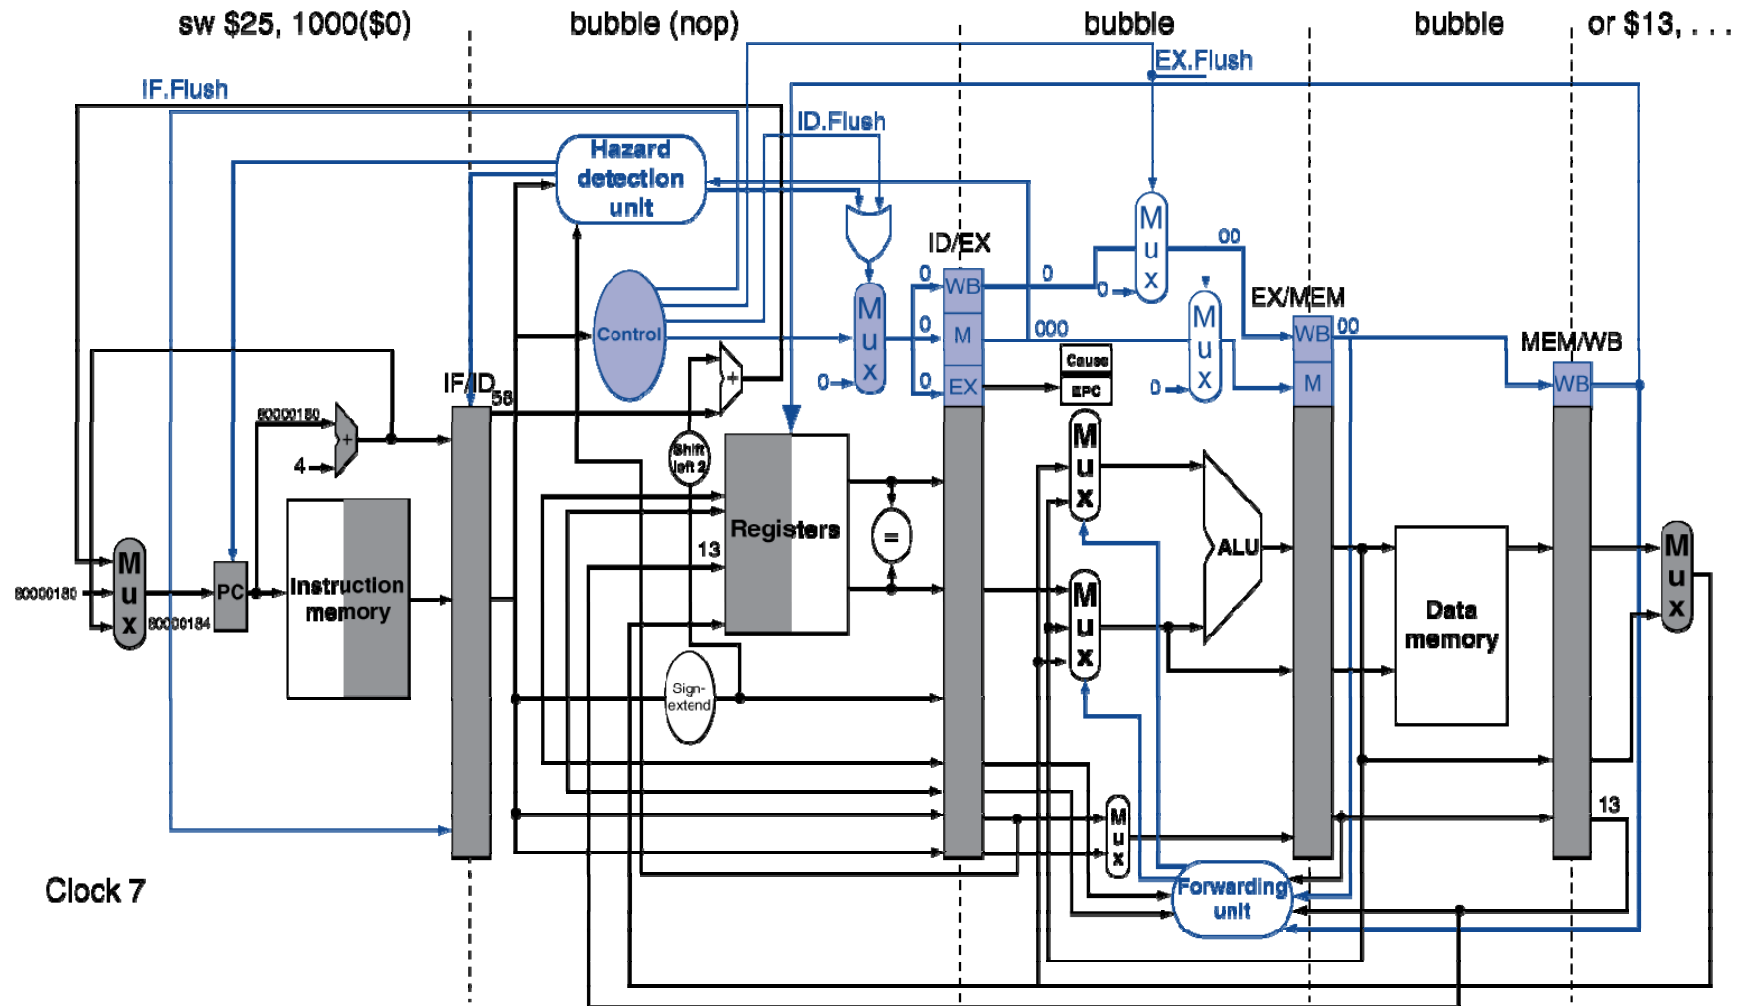 sw $25, 1000($0)
bubble (nop)
bubble
bubble
or $13, . . .
EX.Flush
IF.Flush
ID.Flush
Hazard
detection
unit
M
u
x
00
ID/EX
0
WB
0
0
EX/MEM
Control
M
u
x
0
M
000
M
u
x
WB
00
MEM/WB
0
0
EX
Cause
EPC
0
M
WB
IF/ID
58
+
80000180
+
4
Shift
left 2
M
u
x
Registers
13
=
ALU
M
u
x
80000180
80000184
PC
Instruction
memory
M
u
x
Data
memory
M
u
x
Sign-
extend
M
u
x
13
Clock 7
Forwarding
unit